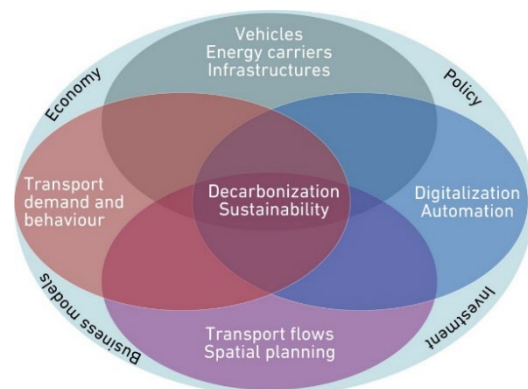 Vehicles
Energy carriers
Infrastructures
Economy
Policy
Transport
demand and
behaviour
Decarbonization
Sustainability
Digitalization
Automation
Business models
Investment
Transport flows
Spatial planning